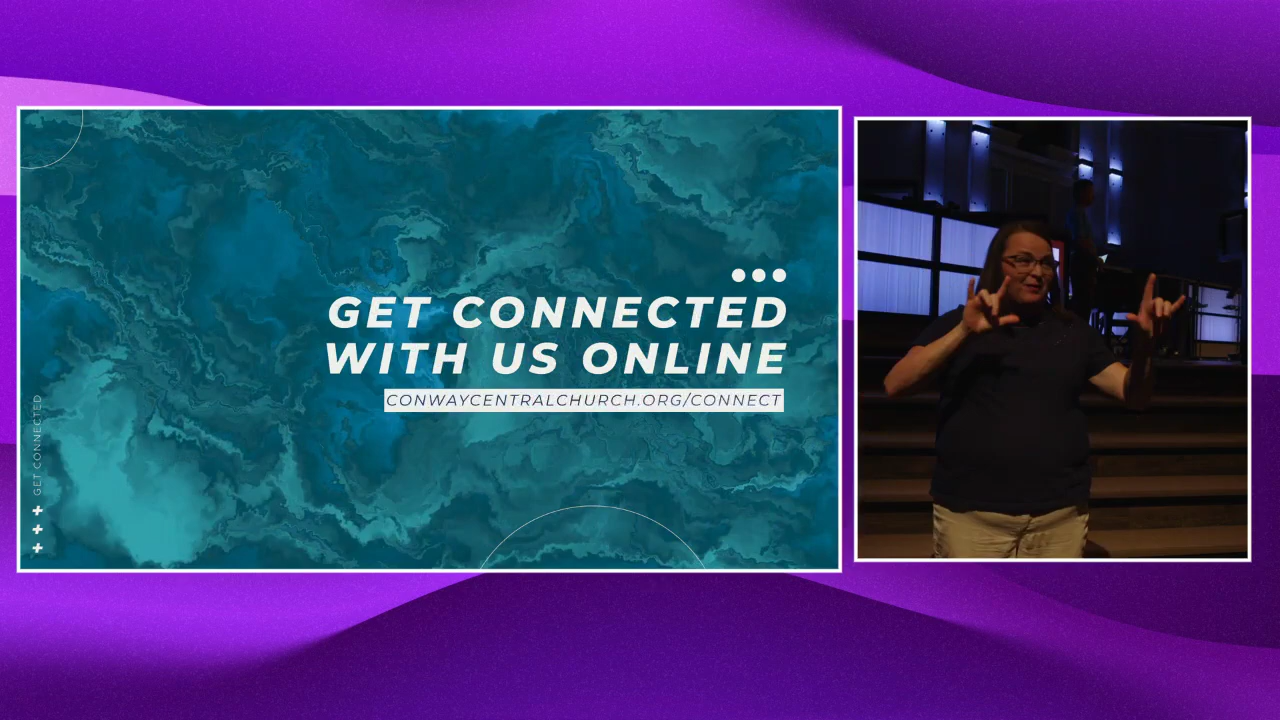 GET CONNECTED
WITH US ONLINE
CONWAYCENTRALCHURCH.ORG/CONNECT
GET CONNECTED